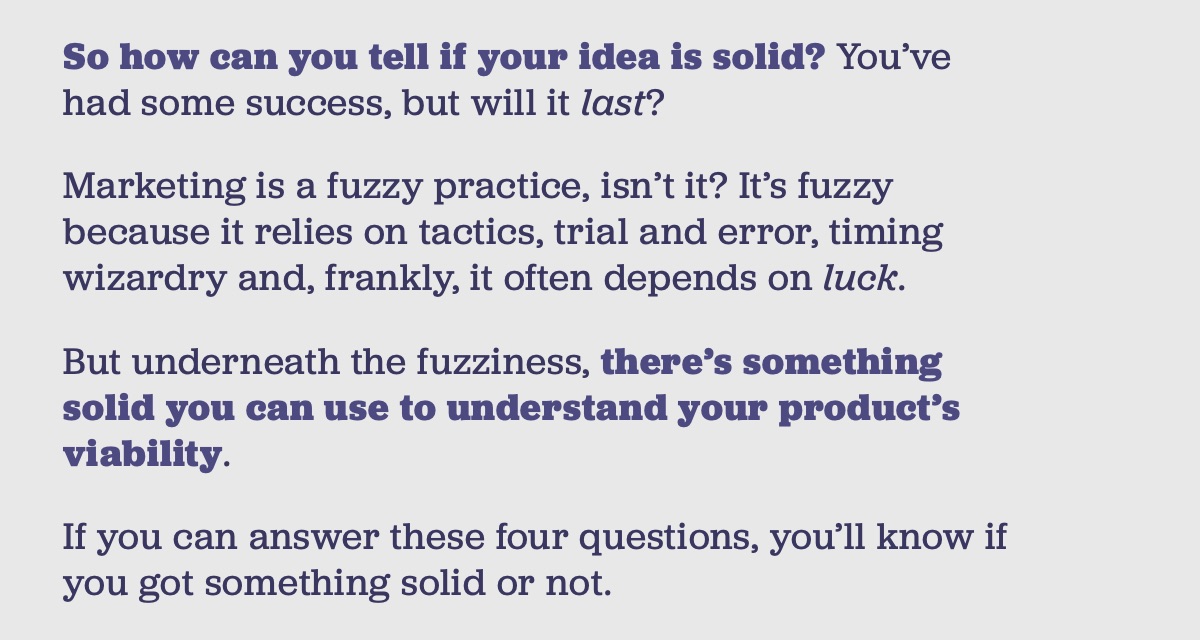 So how can you tell if your idea is solid? You’ve
had some success, but will it last?
Marketing is a fuzzy practice, isn’t it? It’s fuzzy
because it relies on tactics, trial and error, timing
wizardry and, frankly, it often depends on luck.
But underneath the fuzziness, there’s something
solid you can use to understand your product’s
viability.
If you can answer these four questions, you’ll know if
you got something solid or not.